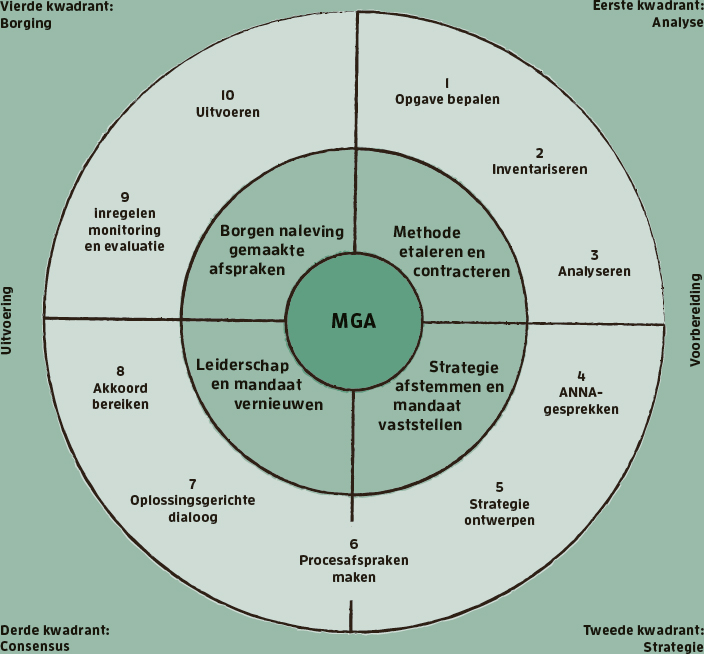 Vierde kwadrant:
Borging
Eerste kwadrant:
Analyse
1
Opgave bepalen
2
Inventariseren
3
Analyseren
4
ANNA-
gesprekken
5
Strategie
ontwerpen
6
Procesafspraken
maken
7
Oplossingsgerichte
dialoog
8
Akkoord
bereiken
9
inregelen
monitoring
en evaluatie
10
Uitvoeren
Borgen naleving
gemaakte
afspraken
Methode
etaleren en
contracteren
MGA
Leiderschap
en mandaat
vernieuwen
Strategie
afstemmen en
mandaat
vaststellen
Uitvoering
Voorbereiding
Derde kwadrant:
Consensus
Tweede kwadrant:
Strategie